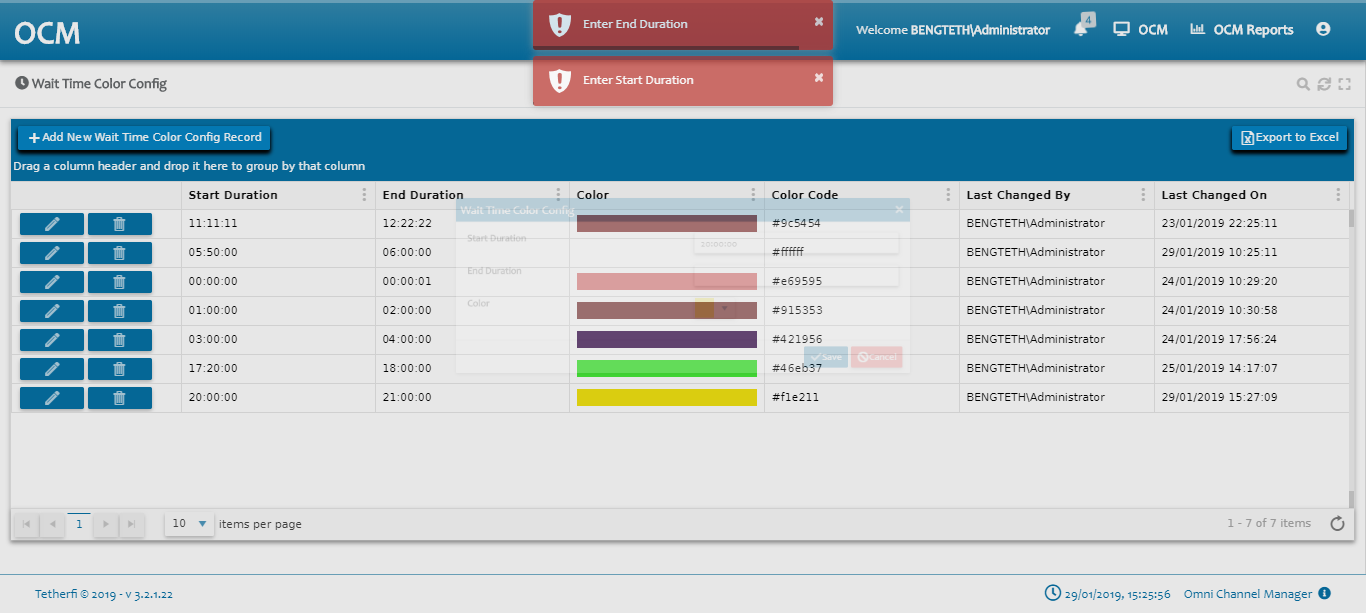 OCM
Enter End Duration
Enter Start Duration
Welcome BENGTETH\Administrator
4
OCM
OCM Reports
Wait Time Color Config
Add New Wait Time Color Config Record
Export to Excel
Drag a column header and drop it here to group by that column
Start Duration End Duration Color Color Code Last Changed By Last Changed On
11:11:11 12:22:22 #9c5454 BENGTETH\Administrator 23/01/2019 22:25:11
05:50:00 06:00:00 #ffffff BENGTETH\Administrator 29/01/2019 10:25:11
00:00:00 00:00:01 #e69595 BENGTETH\Administrator 24/01/2019 10:29:20
01:00:00 02:00:00 #915353 BENGTETH\Administrator 24/01/2019 10:30:58
03:00:00 04:00:00 #421956 BENGTETH\Administrator 24/01/2019 17:56:24
17:20:00 18:00:00 #46eb37 BENGTETH\Administrator 25/01/2019 14:17:07
20:00:00 21:00:00 #f1e211 BENGTETH\Administrator 29/01/2019 15:27:09
Wait Time Color Config
Start Duration 20:00:00
End Duration
Color
Save Cancel
1
10 items per page
1 - 7 of 7 items
Tetherfi © 2019 - v 3.2.1.22
29/01/2019, 15:25:56 Omni Channel Manager